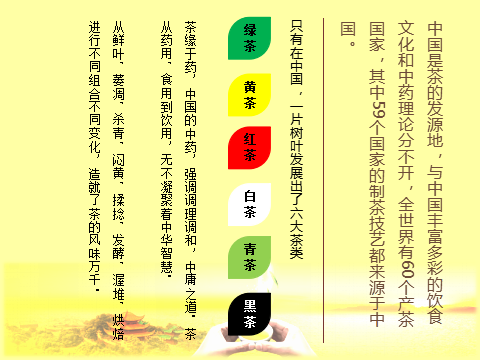 中国是茶的发源地，与中国丰富多彩的饮食
文化和中药理论分不开，全世界有60个产茶
国家，其中59个国家的制茶技艺都来源于中
国。
只有在中国，一片树叶发展出了六大茶类
绿茶
黄茶
红茶
白茶
青茶
黑茶
茶缘于药，中国的中药，强调调理调和，中庸之道。茶
从药用、食用到饮用，无不凝聚着中华智慧。
从鲜叶、萎凋、杀青、闷黄、揉捻、发酵、渥堆、烘焙
进行不同组合不同变化，造就了茶的风味万千。